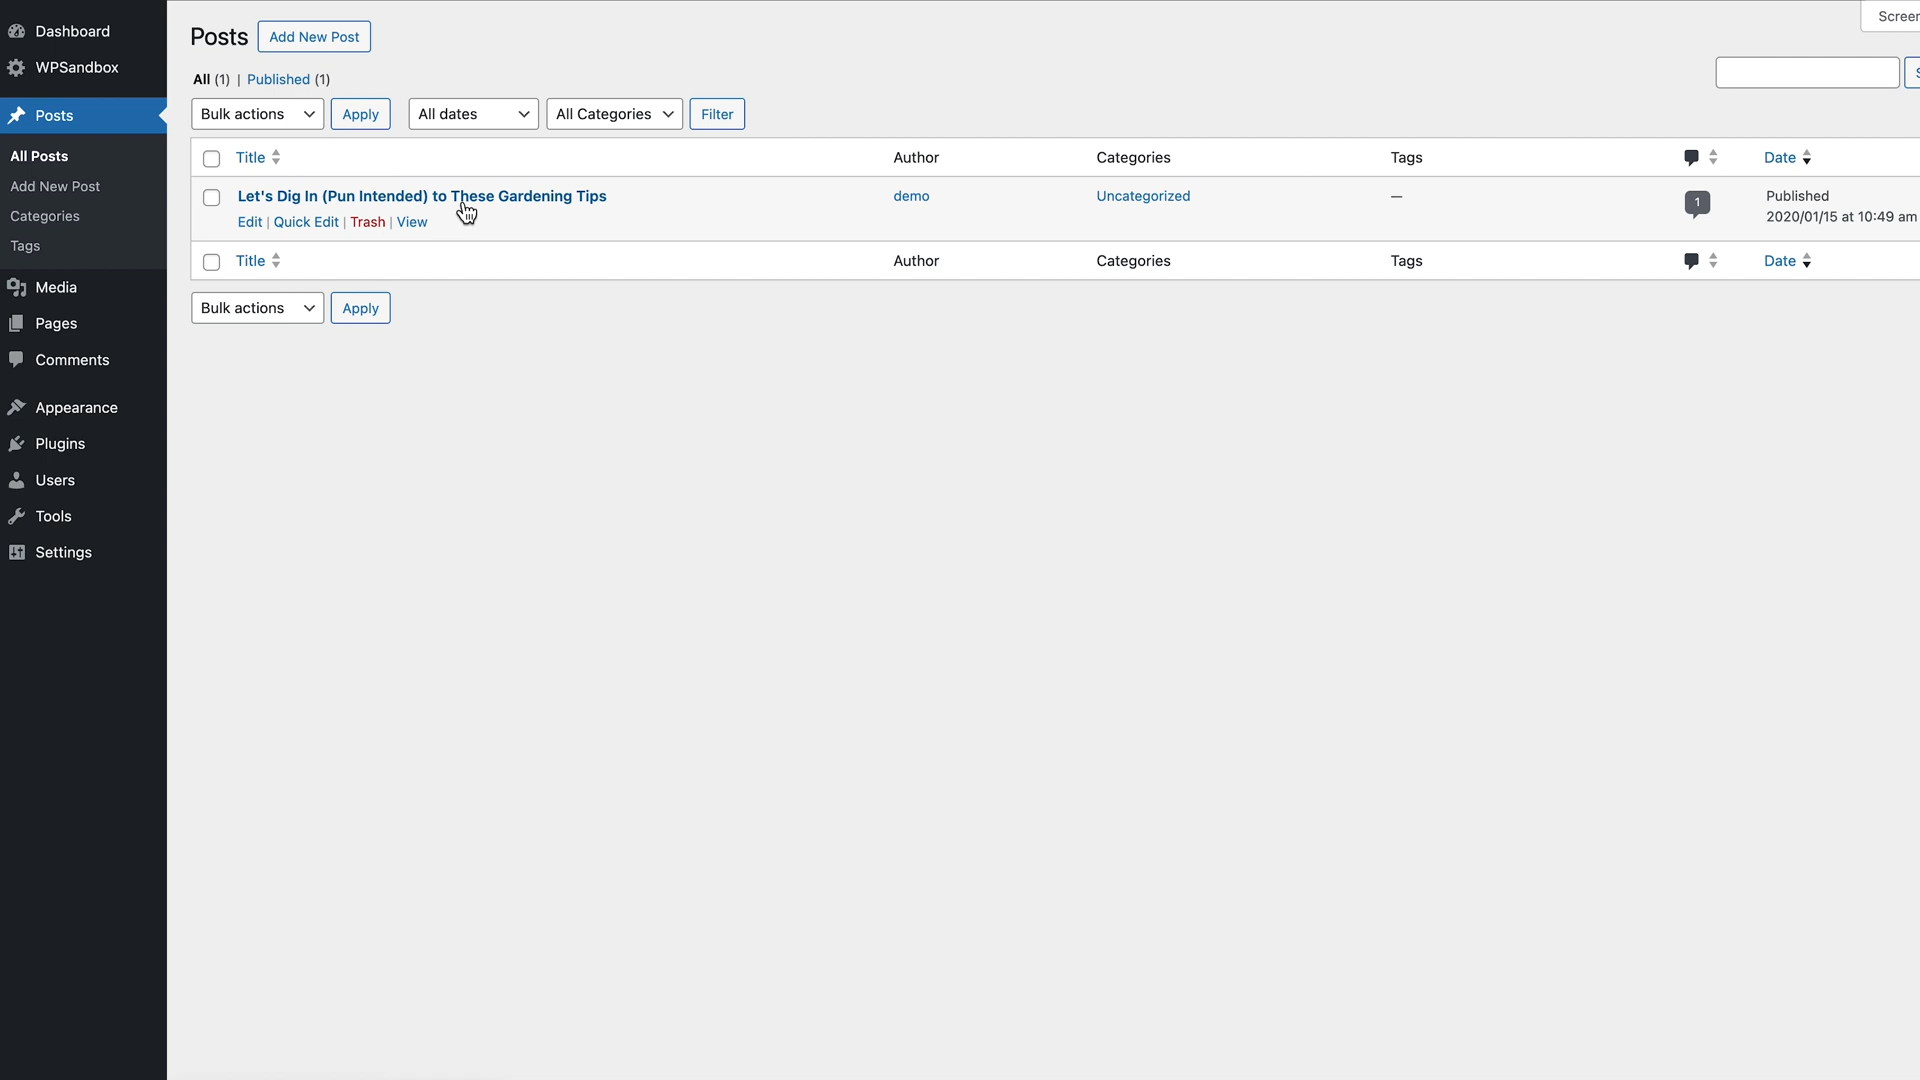 Dashboard
WPSandbox
Posts
All Posts
Add New Post
Categories
Tags
Media
Pages
Comments
Appearance
Plugins
Users
Tools
Settings
Posts Add New Post
All (1) | Published (1)
Bulk actions Apply All dates All Categories Filter
Title Author Categories Tags Date
Let's Dig In (Pun Intended) to These Gardening Tips demo Uncategorized — 1 Published
Edit | Quick Edit | Trash | View 2020/01/15 at 10:49 am
Title Author Categories Tags Date
Bulk actions Apply